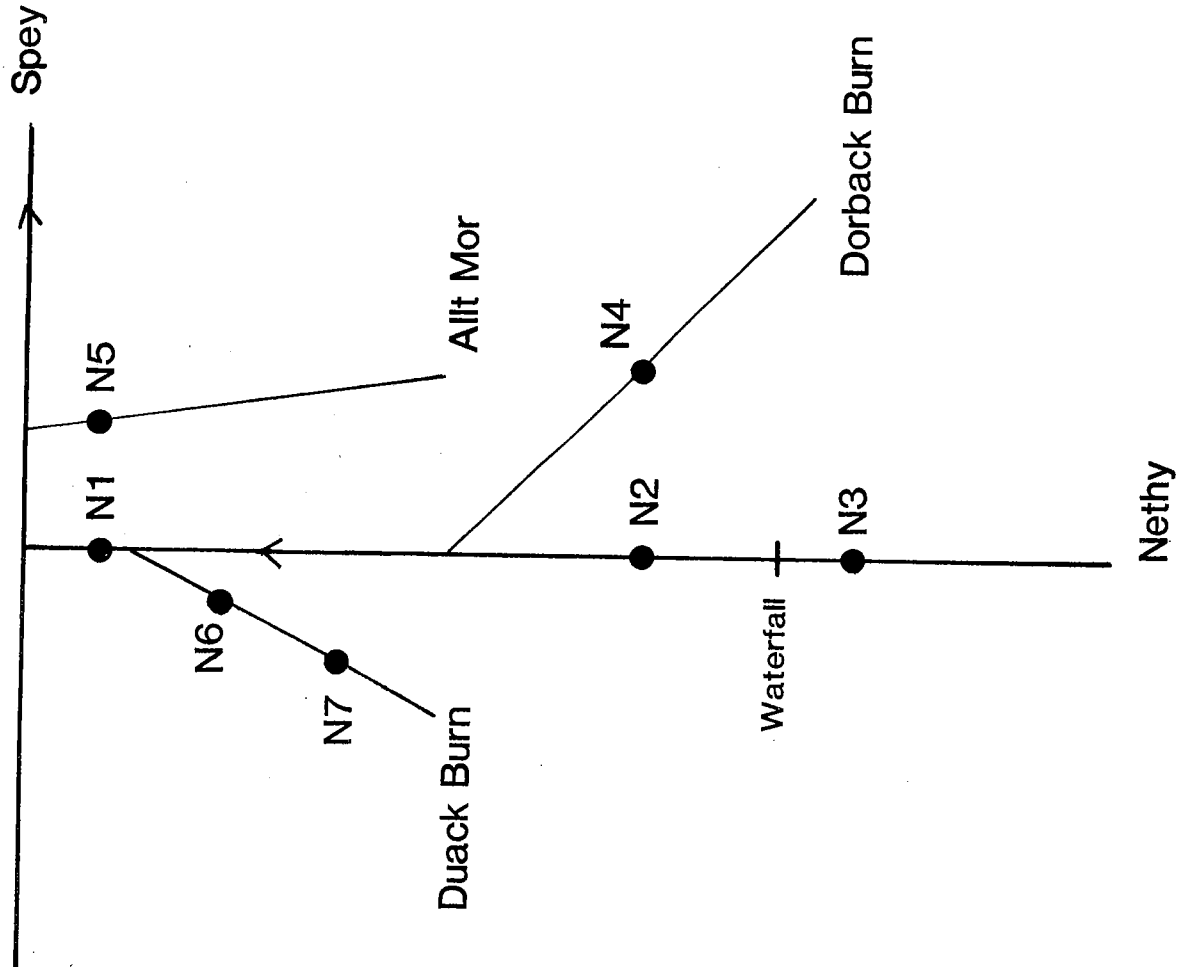 Spey
N5
N1
Allt Mor
N4
N6
N2
N7
Dorback Burn
Duack Burn
Waterfall
N3
Nethy